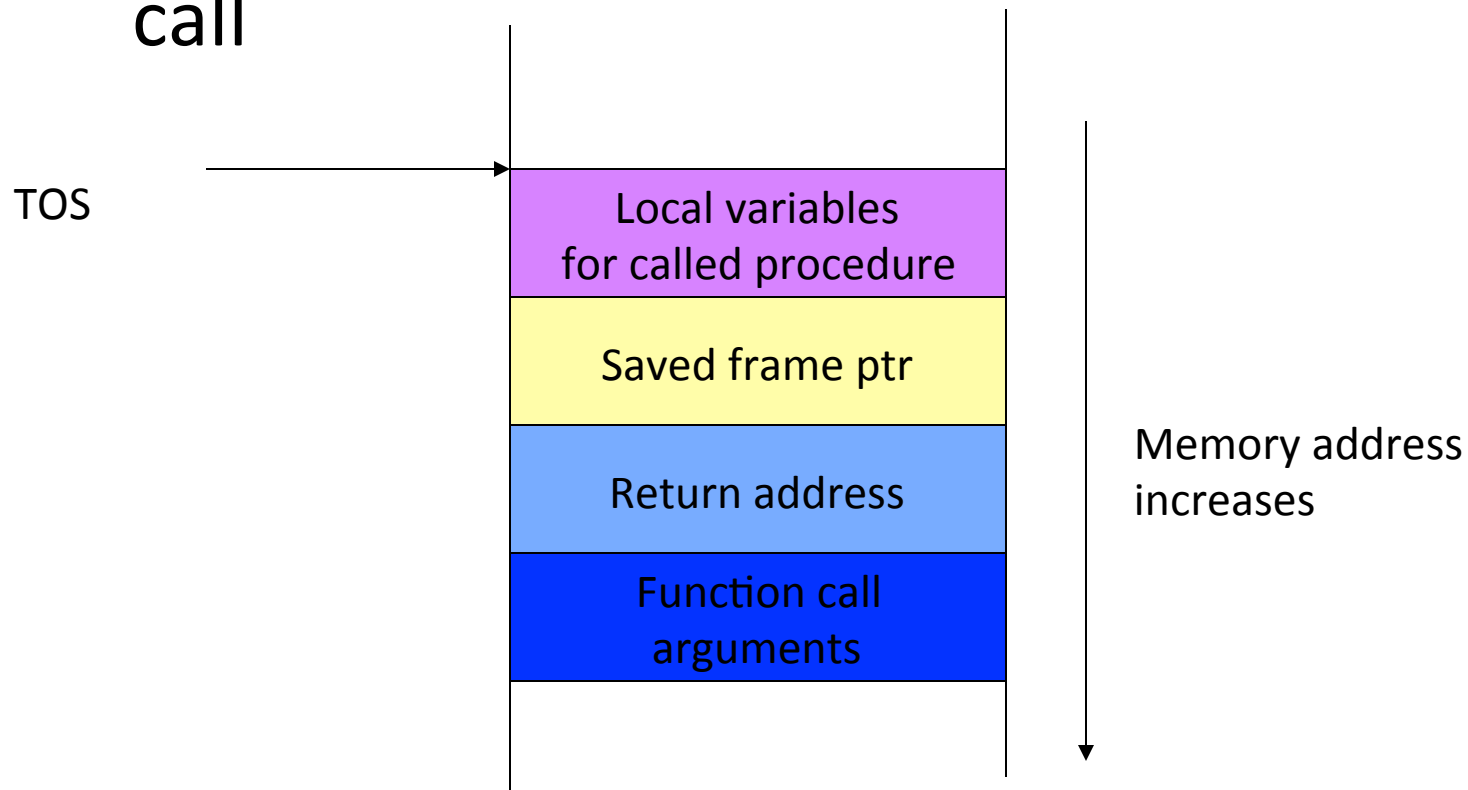 call
TOS
Local variables
for called procedure
Saved frame ptr
Return address
Function call
arguments
Memory address
increases